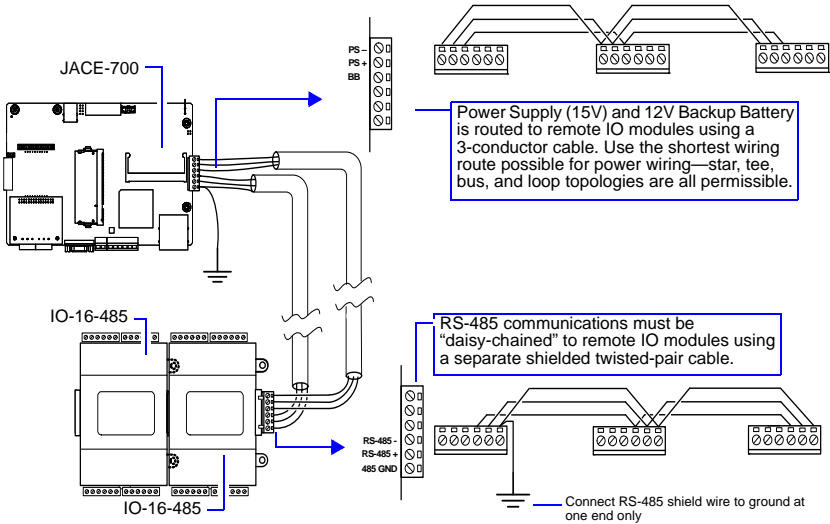 JACE-700
PS –
PS +
BB
Power Supply (15V) and 12V Backup Battery
is routed to remote IO modules using a
3-conductor cable. Use the shortest wiring
route possible for power wiring—star, tee,
bus, and loop topologies are all permissible.
IO-16-485
RS-485 communications must be
“daisy-chained” to remote IO modules using
a separate shielded twisted-pair cable.
RS-485 -
RS-485 +
485 GND
IO-16-485
Connect RS-485 shield wire to ground at
one end only